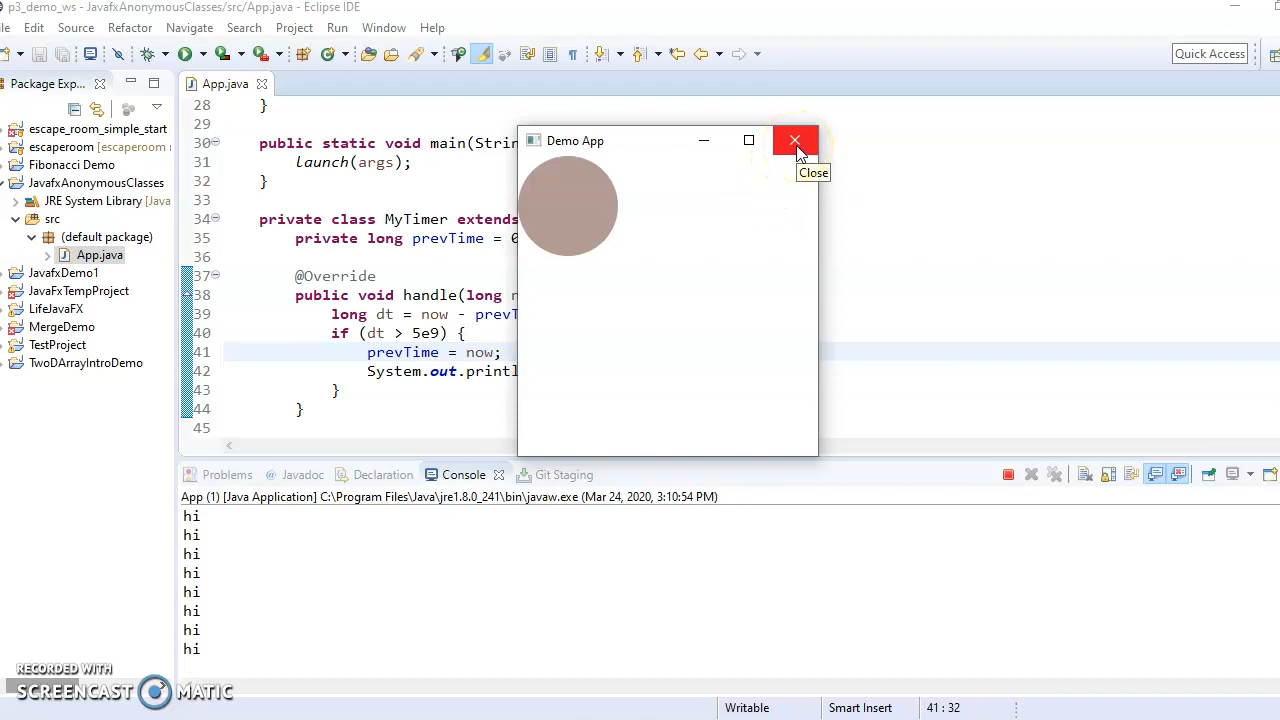 p3_demo_ws - JavafxAnonymousClasses/src/App.java - Eclipse IDE
File Edit Source Refactor Navigate Search Project Run Window Help
Quick Access
Package Exp...
App.java
escape_room_simple_start
escaperoom [escaperoom
Fibonacci Demo
JavafxAnonymousClasses
JRE System Library [Java
src
(default package)
App.java
JavafxDemo1
JavaFxTempProject
LifeJavaFX
MergeDemo
TestProject
TwoDArrayIntroDemo
28 }
29
30 public static void main(Strin
31 launch(args);
32 }
33
34 private class MyTimer extends
35 private long prevTime = 0
36
37 @Override
38 public void handle(long n
39 long dt = now - prevT
40 if (dt > 5e9) {
41 prevTime = now;
42 System.out.println
43 }
44 }
45
Demo App
Close
Problems @ Javadoc Declaration Console Git Staging
App (1) [Java Application] C:\Program Files\Java\jre1.8.0_241\bin\javaw.exe (Mar 24, 2020, 3:10:54 PM)
hi
hi
hi
hi
hi
hi
hi
hi
RECORDED WITH
SCREENCAST MATIC
Writable Smart Insert 41 : 32